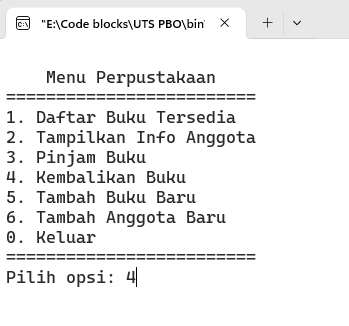 "E:\Code blocks\UTS PBO\bin'
Menu Perpustakaan
=========================
1. Daftar Buku Tersedia
2. Tampilkan Info Anggota
3. Pinjam Buku
4. Kembalikan Buku
5. Tambah Buku Baru
6. Tambah Anggota Baru
0. Keluar
=========================
Pilih opsi: 4